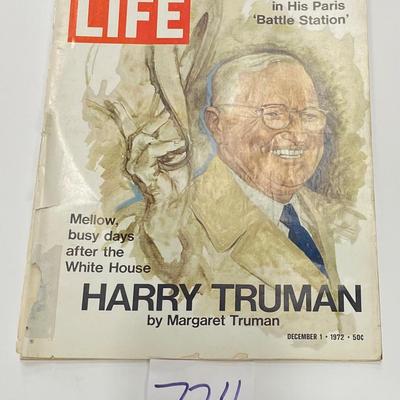 LIFE
in His Paris
'Battle Station'
Mellow,
busy days
after the
White House
HARRY TRUMAN
by Margaret Truman
DECEMBER 1 • 1972 • 50¢